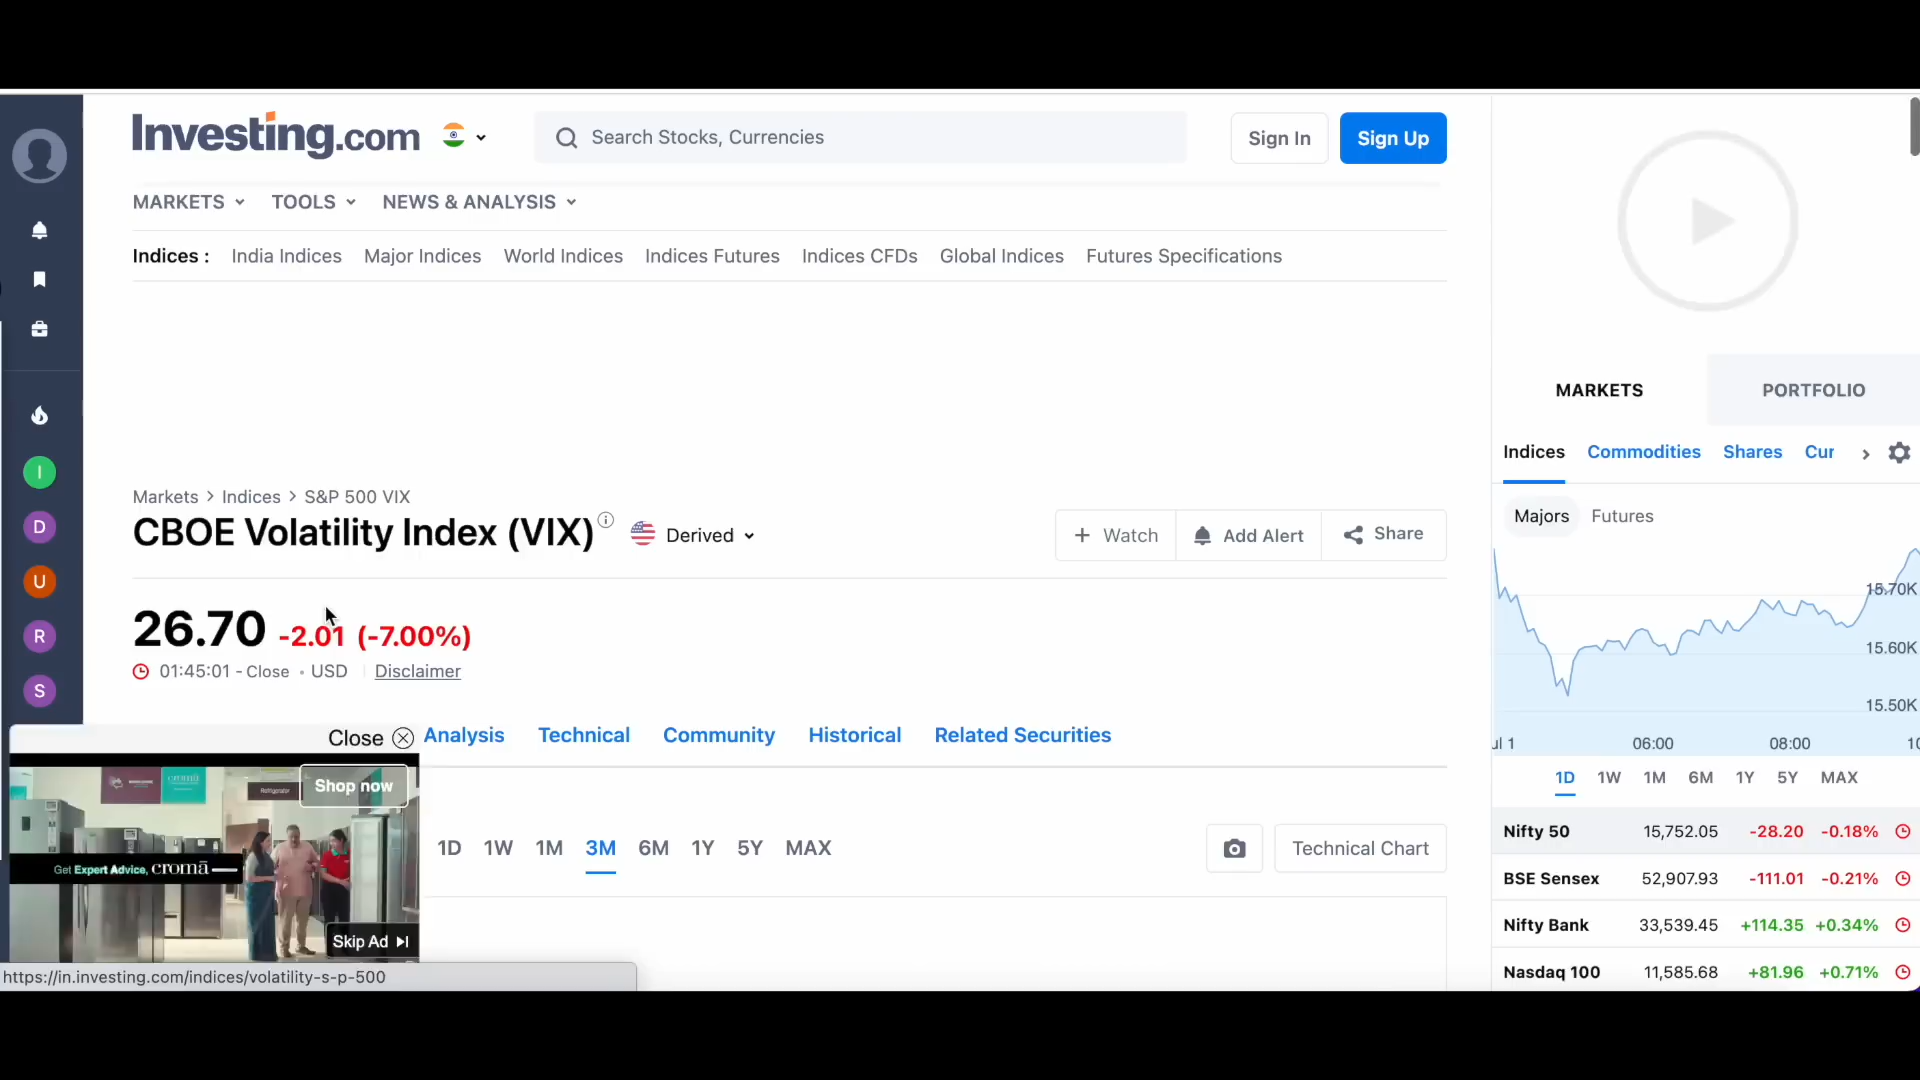 Investing.com
Search Stocks, Currencies
Sign In
Sign Up
MARKETS
TOOLS
NEWS & ANALYSIS
Indices :
India Indices
Major Indices
World Indices
Indices Futures
Indices CFDs
Global Indices
Futures Specifications
Markets > Indices > S&P 500 VIX
CBOE Volatility Index (VIX)
Derived
+ Watch
Add Alert
Share
26.70 -2.01 (-7.00%)
01:45:01 - Close • USD
Disclaimer
I
D
U
R
S
Close
Analysis
Technical
Community
Historical
Related Securities
Shop now
Refrigerator
cromā
Get Expert Advice, cromā
Skip Ad
1D 1W 1M 3M 6M 1Y 5Y MAX
Technical Chart
https://in.investing.com/indices/volatility-s-p-500
MARKETS
PORTFOLIO
Indices Commodities Shares Cur
Majors
Futures
15.70K
15.60K
15.50K
ul 1 06:00 08:00 10
1D 1W 1M 6M 1Y 5Y MAX
Nifty 50 15,752.05 -28.20 -0.18%
BSE Sensex 52,907.93 -111.01 -0.21%
Nifty Bank 33,539.45 +114.35 +0.34%
Nasdaq 100 11,585.68 +81.96 +0.71%